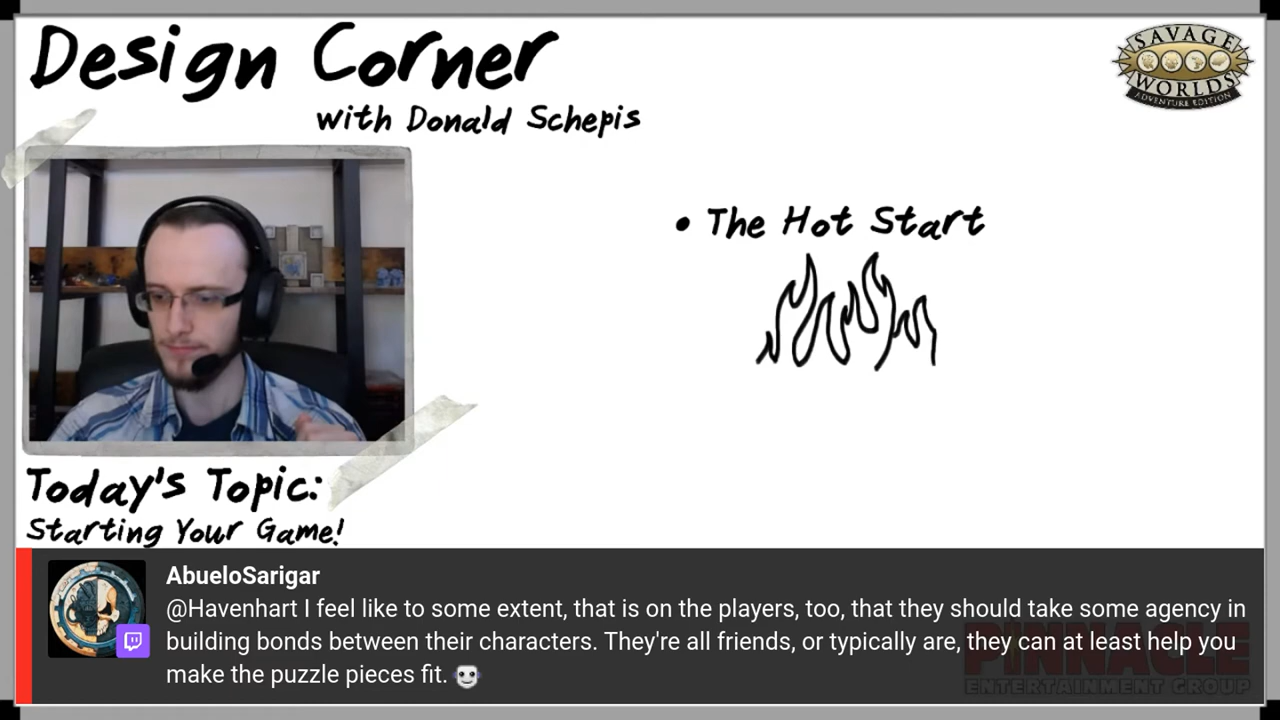 Design Corner
with Donald Schepis
SAVAGE
WORLDS
ADVENTURE EDITION
• The Hot Start
Today's Topic:
Starting Your Game!
AbueloSarigar
@Havenhart I feel like to some extent, that is on the players, too, that they should take some agency in
building bonds between their characters. They're all friends, or typically are, they can at least help you
make the puzzle pieces fit.
PINNACLE
ENTERTAINMENT GROUP